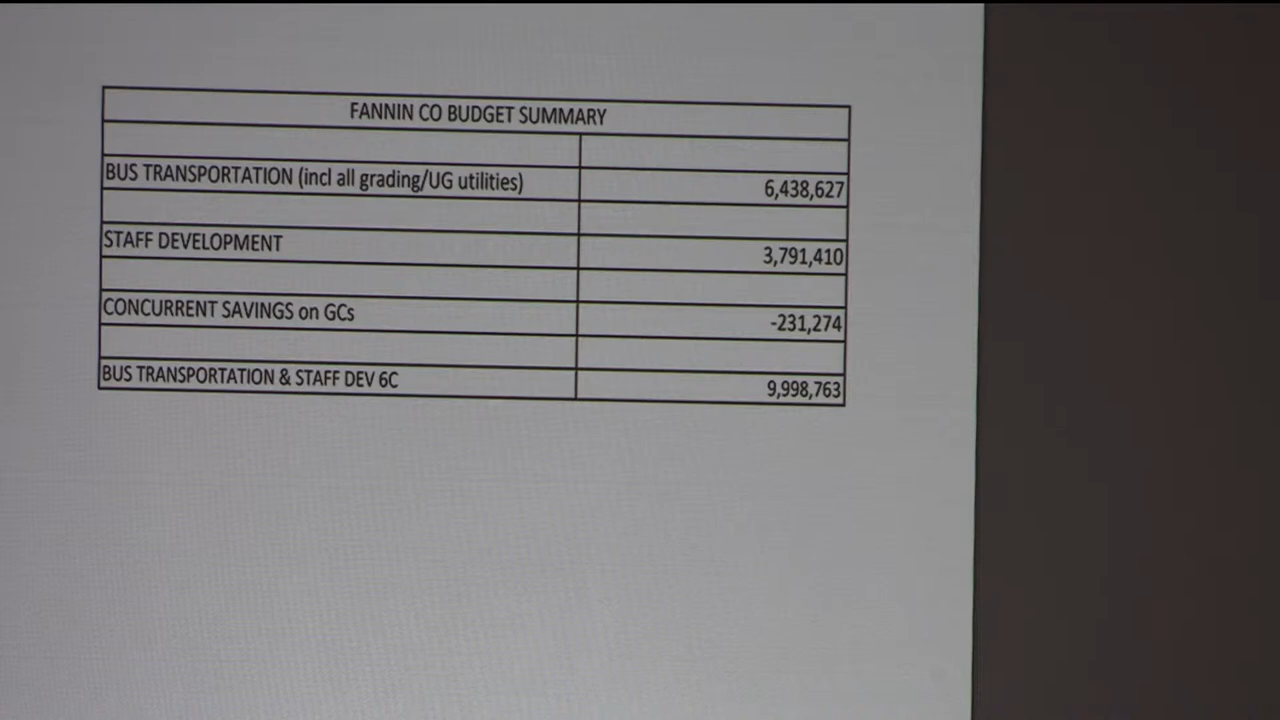 FANNIN CO BUDGET SUMMARY
BUS TRANSPORTATION (incl all grading/UG utilities) 6,438,627
STAFF DEVELOPMENT 3,791,410
CONCURRENT SAVINGS on GCs -231,274
BUS TRANSPORTATION & STAFF DEV 6C 9,998,763